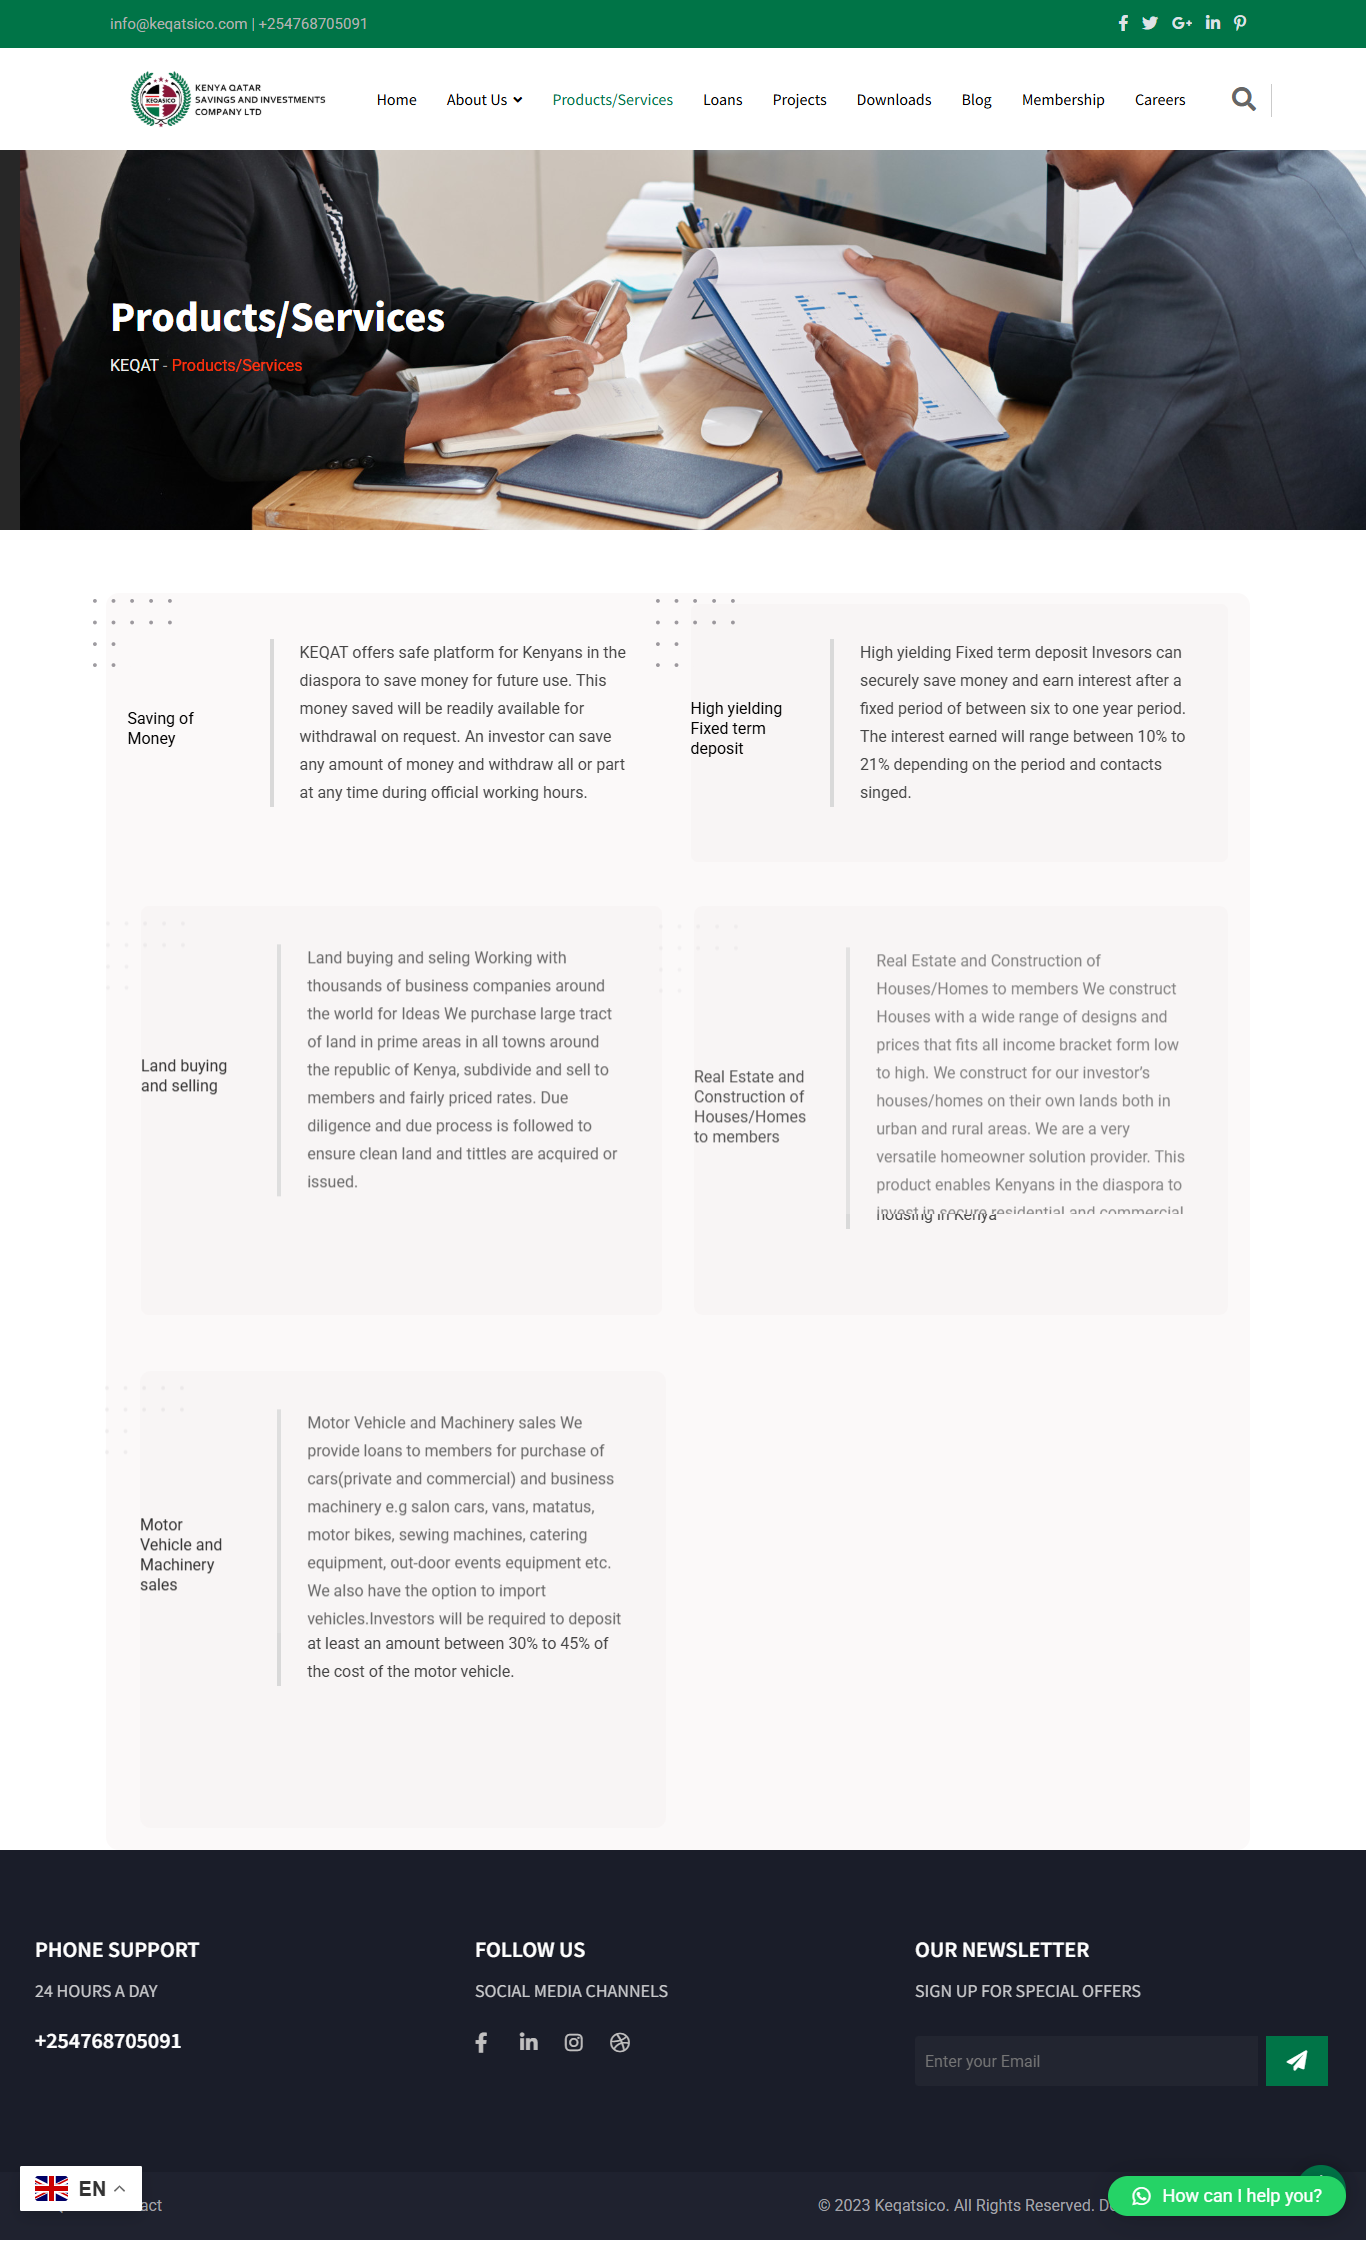 info@keqatsico.com | +254768705091
KEQASICO
KENYA QATAR
SAVINGS AND INVESTMENTS
COMPANY LTD
Home About Us Products/Services Loans Projects Downloads Blog Membership Careers
Products/Services
KEQAT - Products/Services
Saving of
Money
KEQAT offers safe platform for Kenyans in the
diaspora to save money for future use. This
money saved will be readily available for
withdrawal on request. An investor can save
any amount of money and withdraw all or part
at any time during official working hours.
High yielding
Fixed term
deposit
High yielding Fixed term deposit Invesors can
securely save money and earn interest after a
fixed period of between six to one year period.
The interest earned will range between 10% to
21% depending on the period and contacts
singed.
Land buying
and selling
Land buying and seling Working with
thousands of business companies around
the world for Ideas We purchase large tract
of land in prime areas in all towns around
the republic of Kenya, subdivide and sell to
members and fairly priced rates. Due
diligence and due process is followed to
ensure clean land and tittles are acquired or
issued.
Real Estate and
Construction of
Houses/Homes
to members
Real Estate and Construction of
Houses/Homes to members We construct
Houses with a wide range of designs and
prices that fits all income bracket form low
to high. We construct for our investor’s
houses/homes on their own lands both in
urban and rural areas. We are a very
versatile homeowner solution provider. This
product enables Kenyans in the diaspora to
invest in secure residential and commercial
housing in Kenya
Motor
Vehicle and
Machinery
sales
Motor Vehicle and Machinery sales We
provide loans to members for purchase of
cars(private and commercial) and business
machinery e.g salon cars, vans, matatus,
motor bikes, sewing machines, catering
equipment, out-door events equipment etc.
We also have the option to import
vehicles.Investors will be required to deposit
at least an amount between 30% to 45% of
the cost of the motor vehicle.
PHONE SUPPORT
24 HOURS A DAY
+254768705091
FOLLOW US
SOCIAL MEDIA CHANNELS
OUR NEWSLETTER
SIGN UP FOR SPECIAL OFFERS
Enter your Email
EN
© 2023 Keqatsico. All Rights Reserved.
How can I help you?